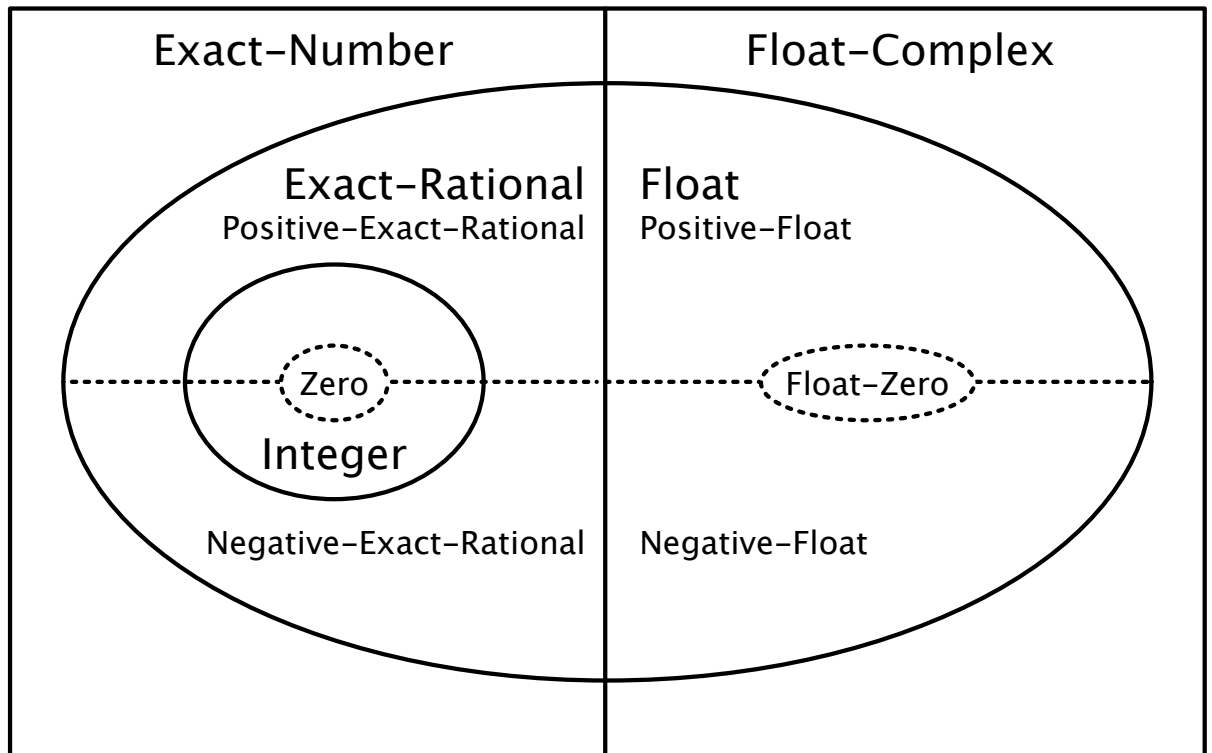 Exact-Number
Float-Complex
Exact-Rational
Float
Positive-Exact-Rational
Positive-Float
Zero
Float-Zero
Integer
Negative-Exact-Rational
Negative-Float